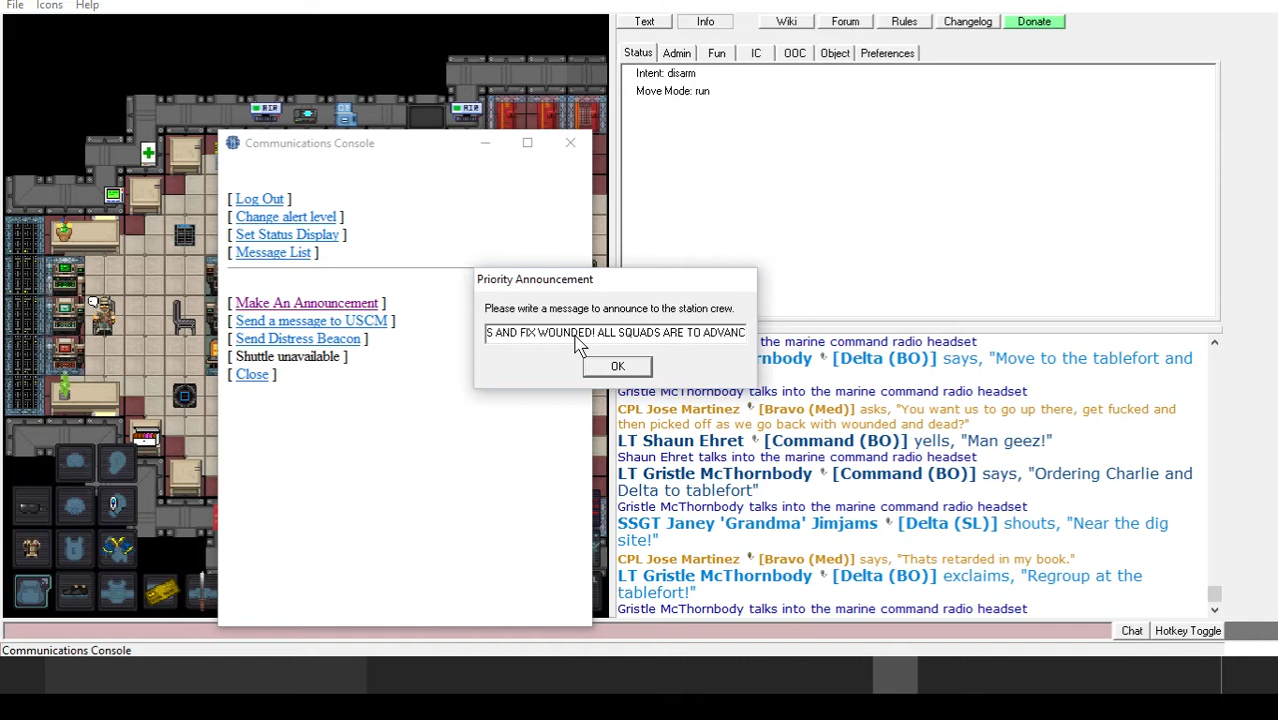 File Icons Help
Text Info Wiki Forum Rules Changelog Donate
Status Admin Fun IC OOC Object Preferences
Intent: disarm
Move Mode: run
AIR
AIR
Communications Console
[ Log Out ]
[ Change alert level ]
[ Set Status Display ]
[ Message List ]
[ Make An Announcement ]
[ Send a message to USCM ]
[ Send Distress Beacon ]
[ Shuttle unavailable ]
[ Close ]
Priority Announcement
Please write a message to announce to the station crew.
S AND FIX WOUNDED! ALL SQUADS ARE TO ADVANC
OK
the marine command radio headset
nbody [Delta (BO)] says, "Move to the tablefort and
Gristle McThornbody talks into the marine command radio headset
CPL Jose Martinez [Bravo (Med)] asks, "You want us to go up there, get fucked and
then picked off as we go back with wounded and dead?"
LT Shaun Ehret [Command (BO)] yells, "Man geez!"
Shaun Ehret talks into the marine command radio headset
LT Gristle McThornbody [Command (BO)] says, "Ordering Charlie and
Delta to tablefort"
Gristle McThornbody talks into the marine command radio headset
SSGT Janey 'Grandma' Jimjams [Delta (SL)] shouts, "Near the dig
site!"
CPL Jose Martinez [Bravo (Med)] says, "Thats retarded in my book."
LT Gristle McThornbody [Delta (BO)] exclaims, "Regroup at the
tablefort!"
Gristle McThornbody talks into the marine command radio headset
Chat Hotkey Toggle
Communications Console